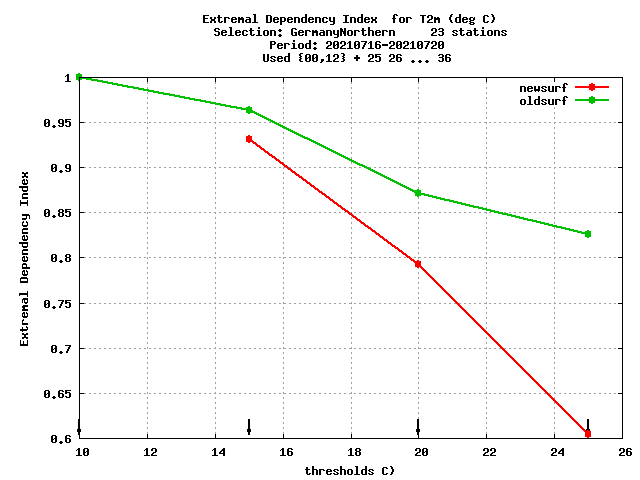 Extremal Dependency Index  for T2m (deg C)
Selection: GermanyNorthern     23 stations
Period: 20210716-20210720
Used {00,12} + 25 26 ... 36
newsurf
oldsurf
1
0.95
0.9
0.85
0.8
0.75
0.7
0.65
0.6
Extremal Dependency Index
10 12 14 16 18 20 22 24 26
thresholds C)